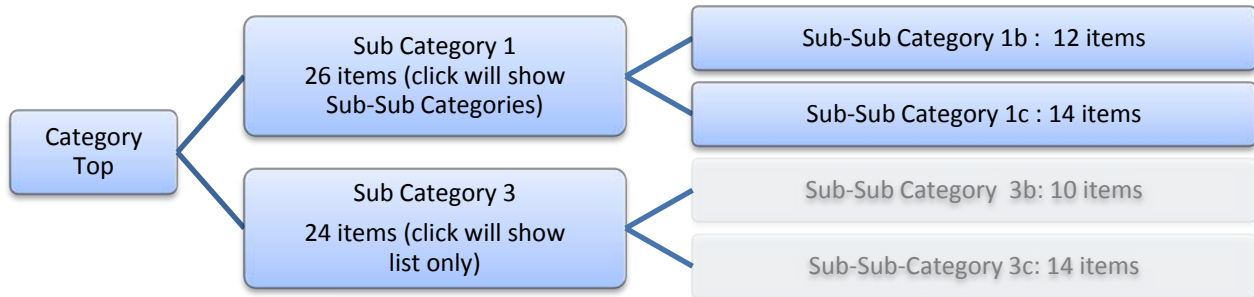 Category
Top
Sub Category 1
26 items (click will show
Sub-Sub Categories)
Sub Category 3
24 items (click will show
list only)
Sub-Sub Category 1b : 12 items
Sub-Sub Category 1c : 14 items
Sub-Sub Category 3b: 10 items
Sub-Sub-Category 3c: 14 items